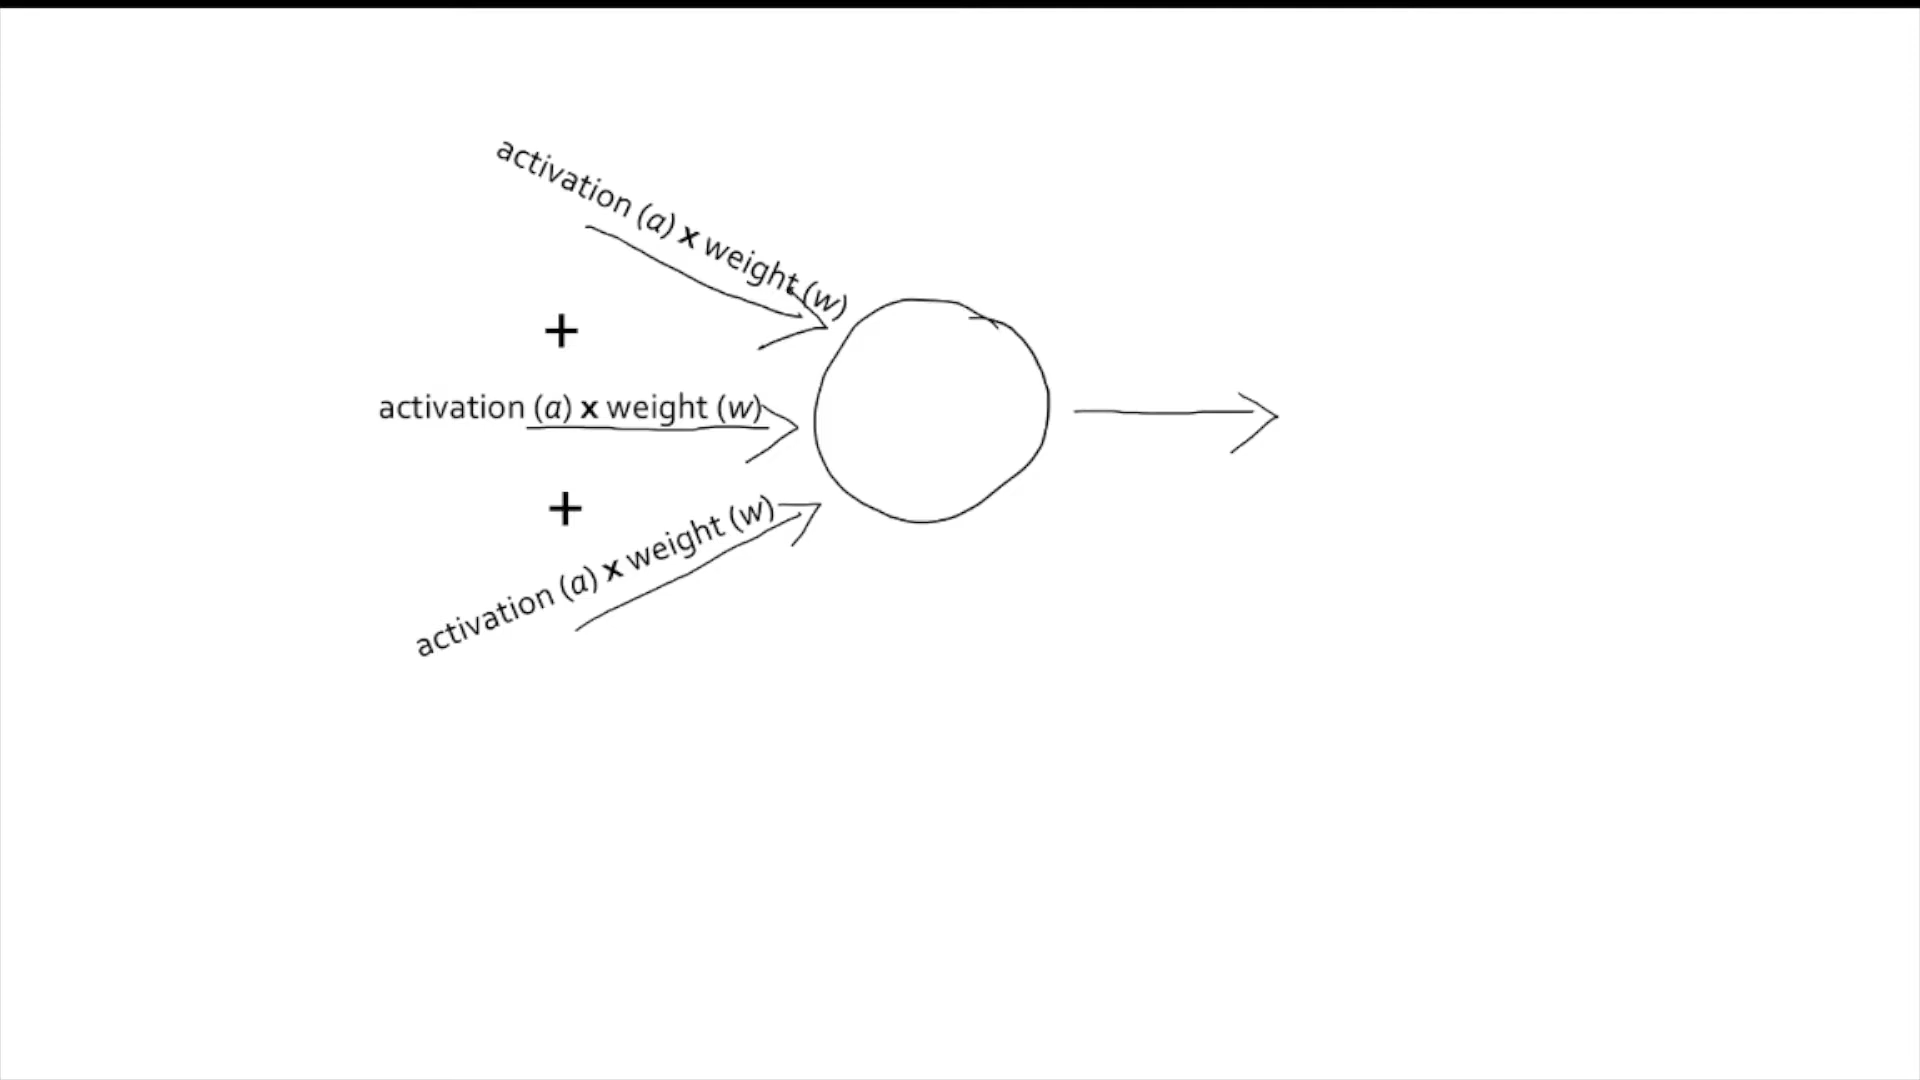 activation (a) x weight (w)
+
activation (a) x weight (w)
+
activation (a) x weight (w)